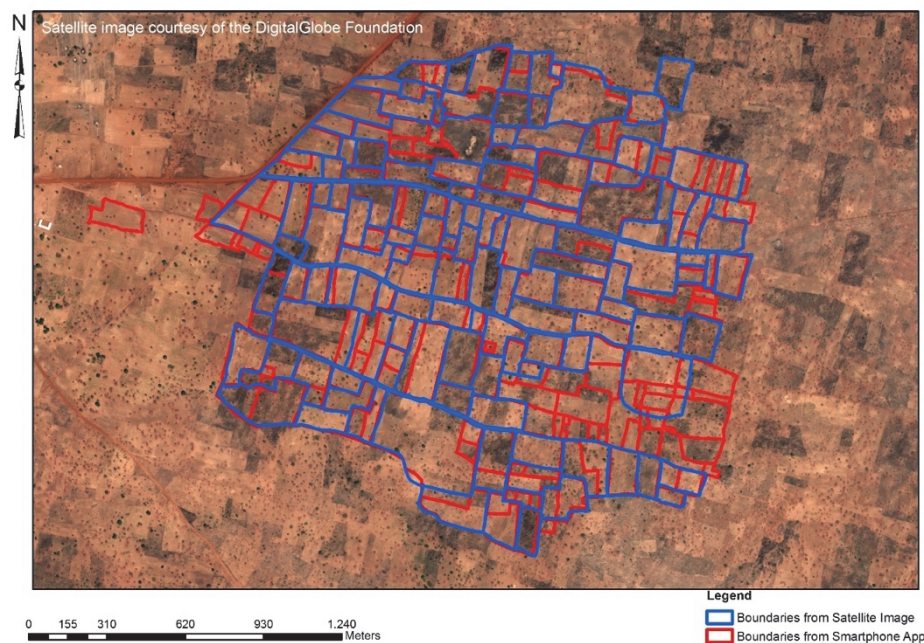 N
Satellite image courtesy of the DigitalGlobe Foundation
0 155 310 620 930 1.240
Meters
Legend
Boundaries from Satellite Image
Boundaries from Smartphone App